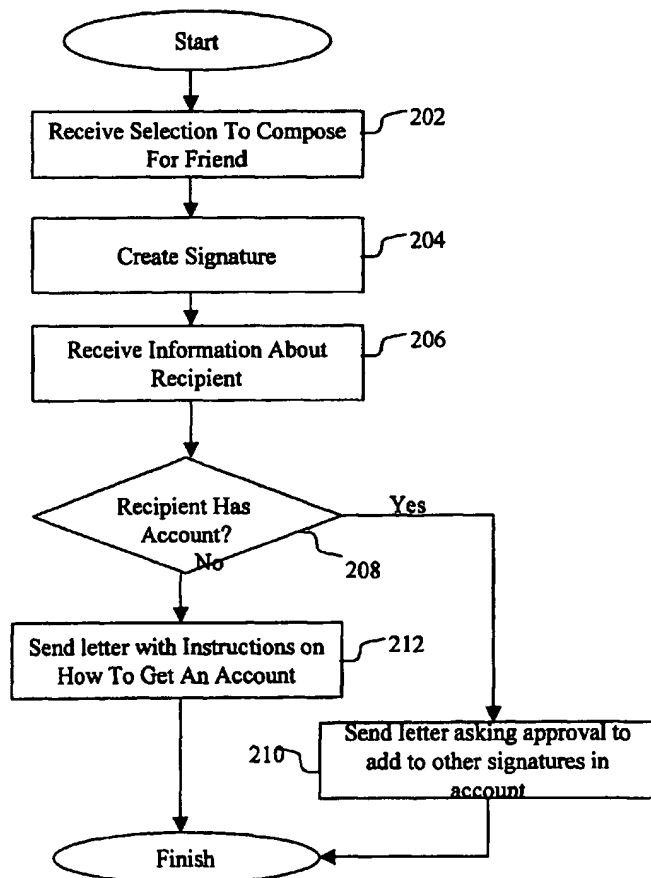 Start
Receive Selection To Compose
For Friend
202
Create Signature
204
Receive Information About
Recipient
206
Recipient Has
Account?
Yes
No
208
Send letter with Instructions on
How To Get An Account
212
Send letter asking approval to
add to other signatures in
account
210
Finish